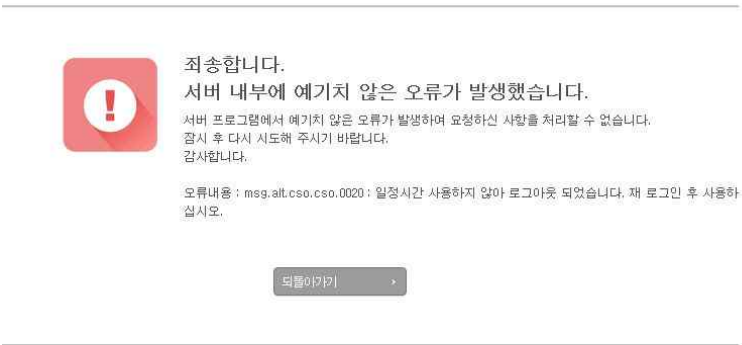 죄송합니다.
서버 내부에 예기치 않은 오류가 발생했습니다.
서버 프로그램에서 예기치 않은 오류가 발생하여 요청하신 사항을 처리할 수 없습니다.
잠시 후 다시 시도해 주시기 바랍니다.
감사합니다.
오류내용 : msg.alt.cso.cso.0020 : 일정시간 사용하지 않아 로그아웃 되었습니다. 재 로그인 후 사용하
십시오.
되돌아가기